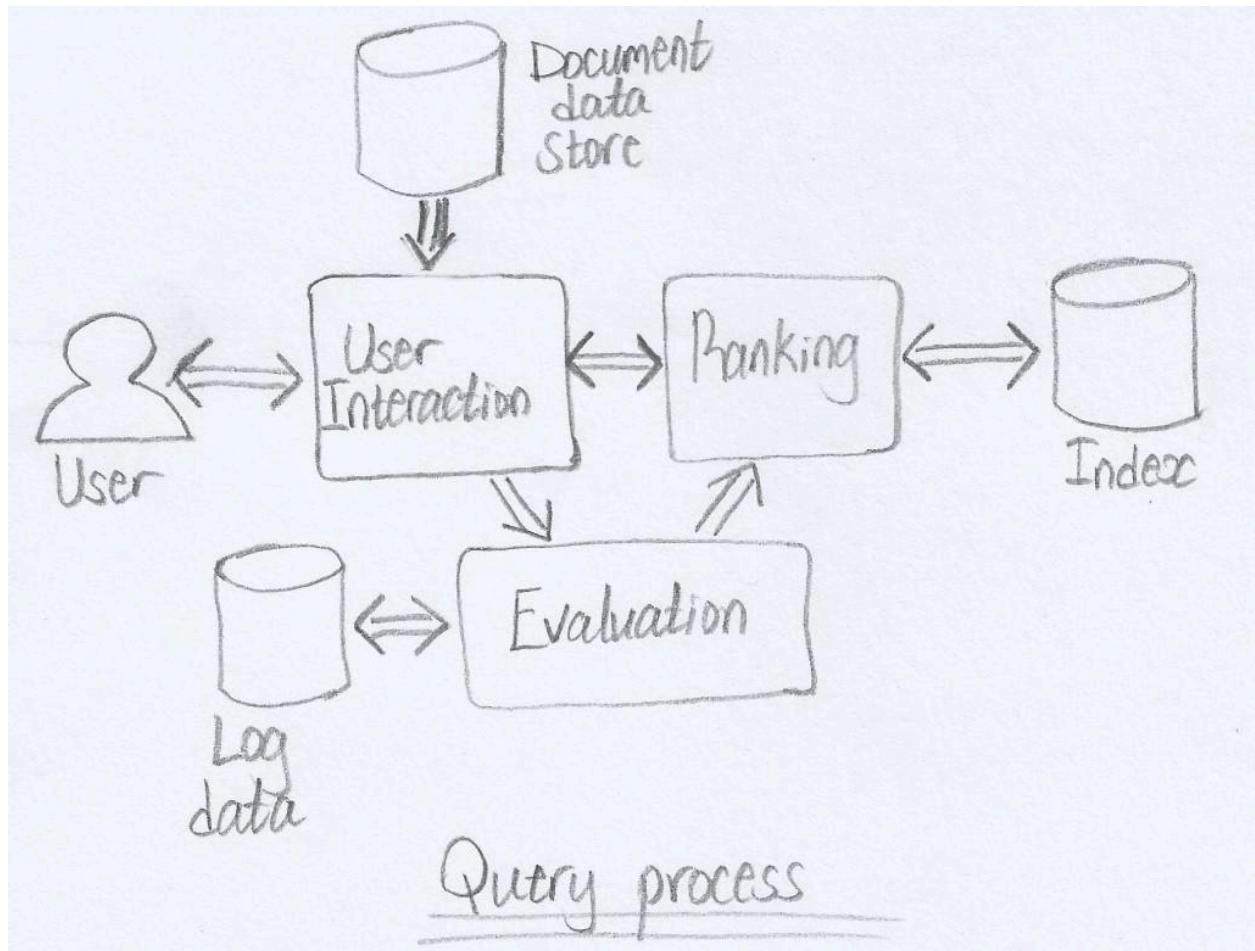 Document
data
Store
User
Interaction
Ranking
User
Index
Evaluation
Log
data
Query process